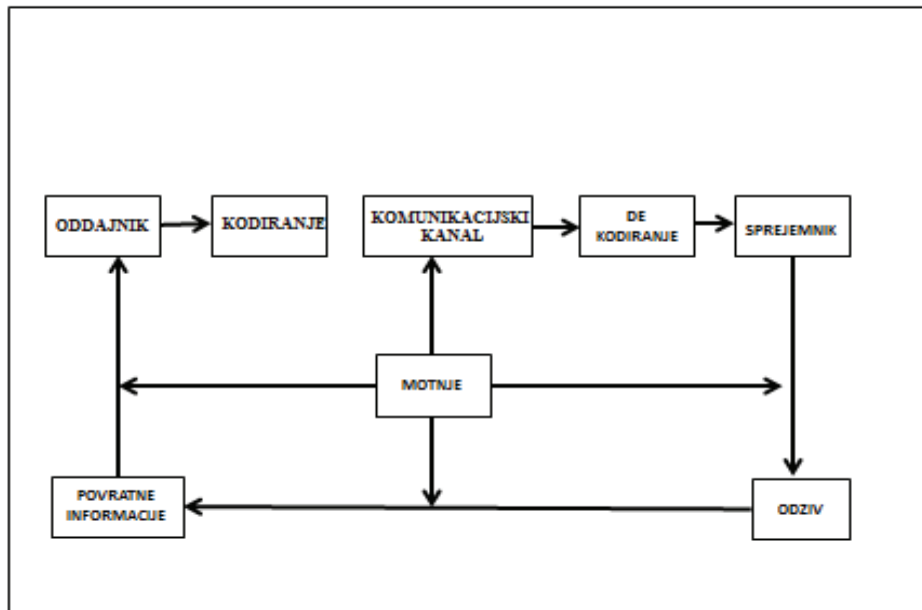 ODDAJNIK
KODIRANJE
KOMUNIKACIJSKI
KANAL
DE
KODIRANJE
SPREJEMNIK
MOTNJE
POVRATNE
INFORMACIJE
ODZIV